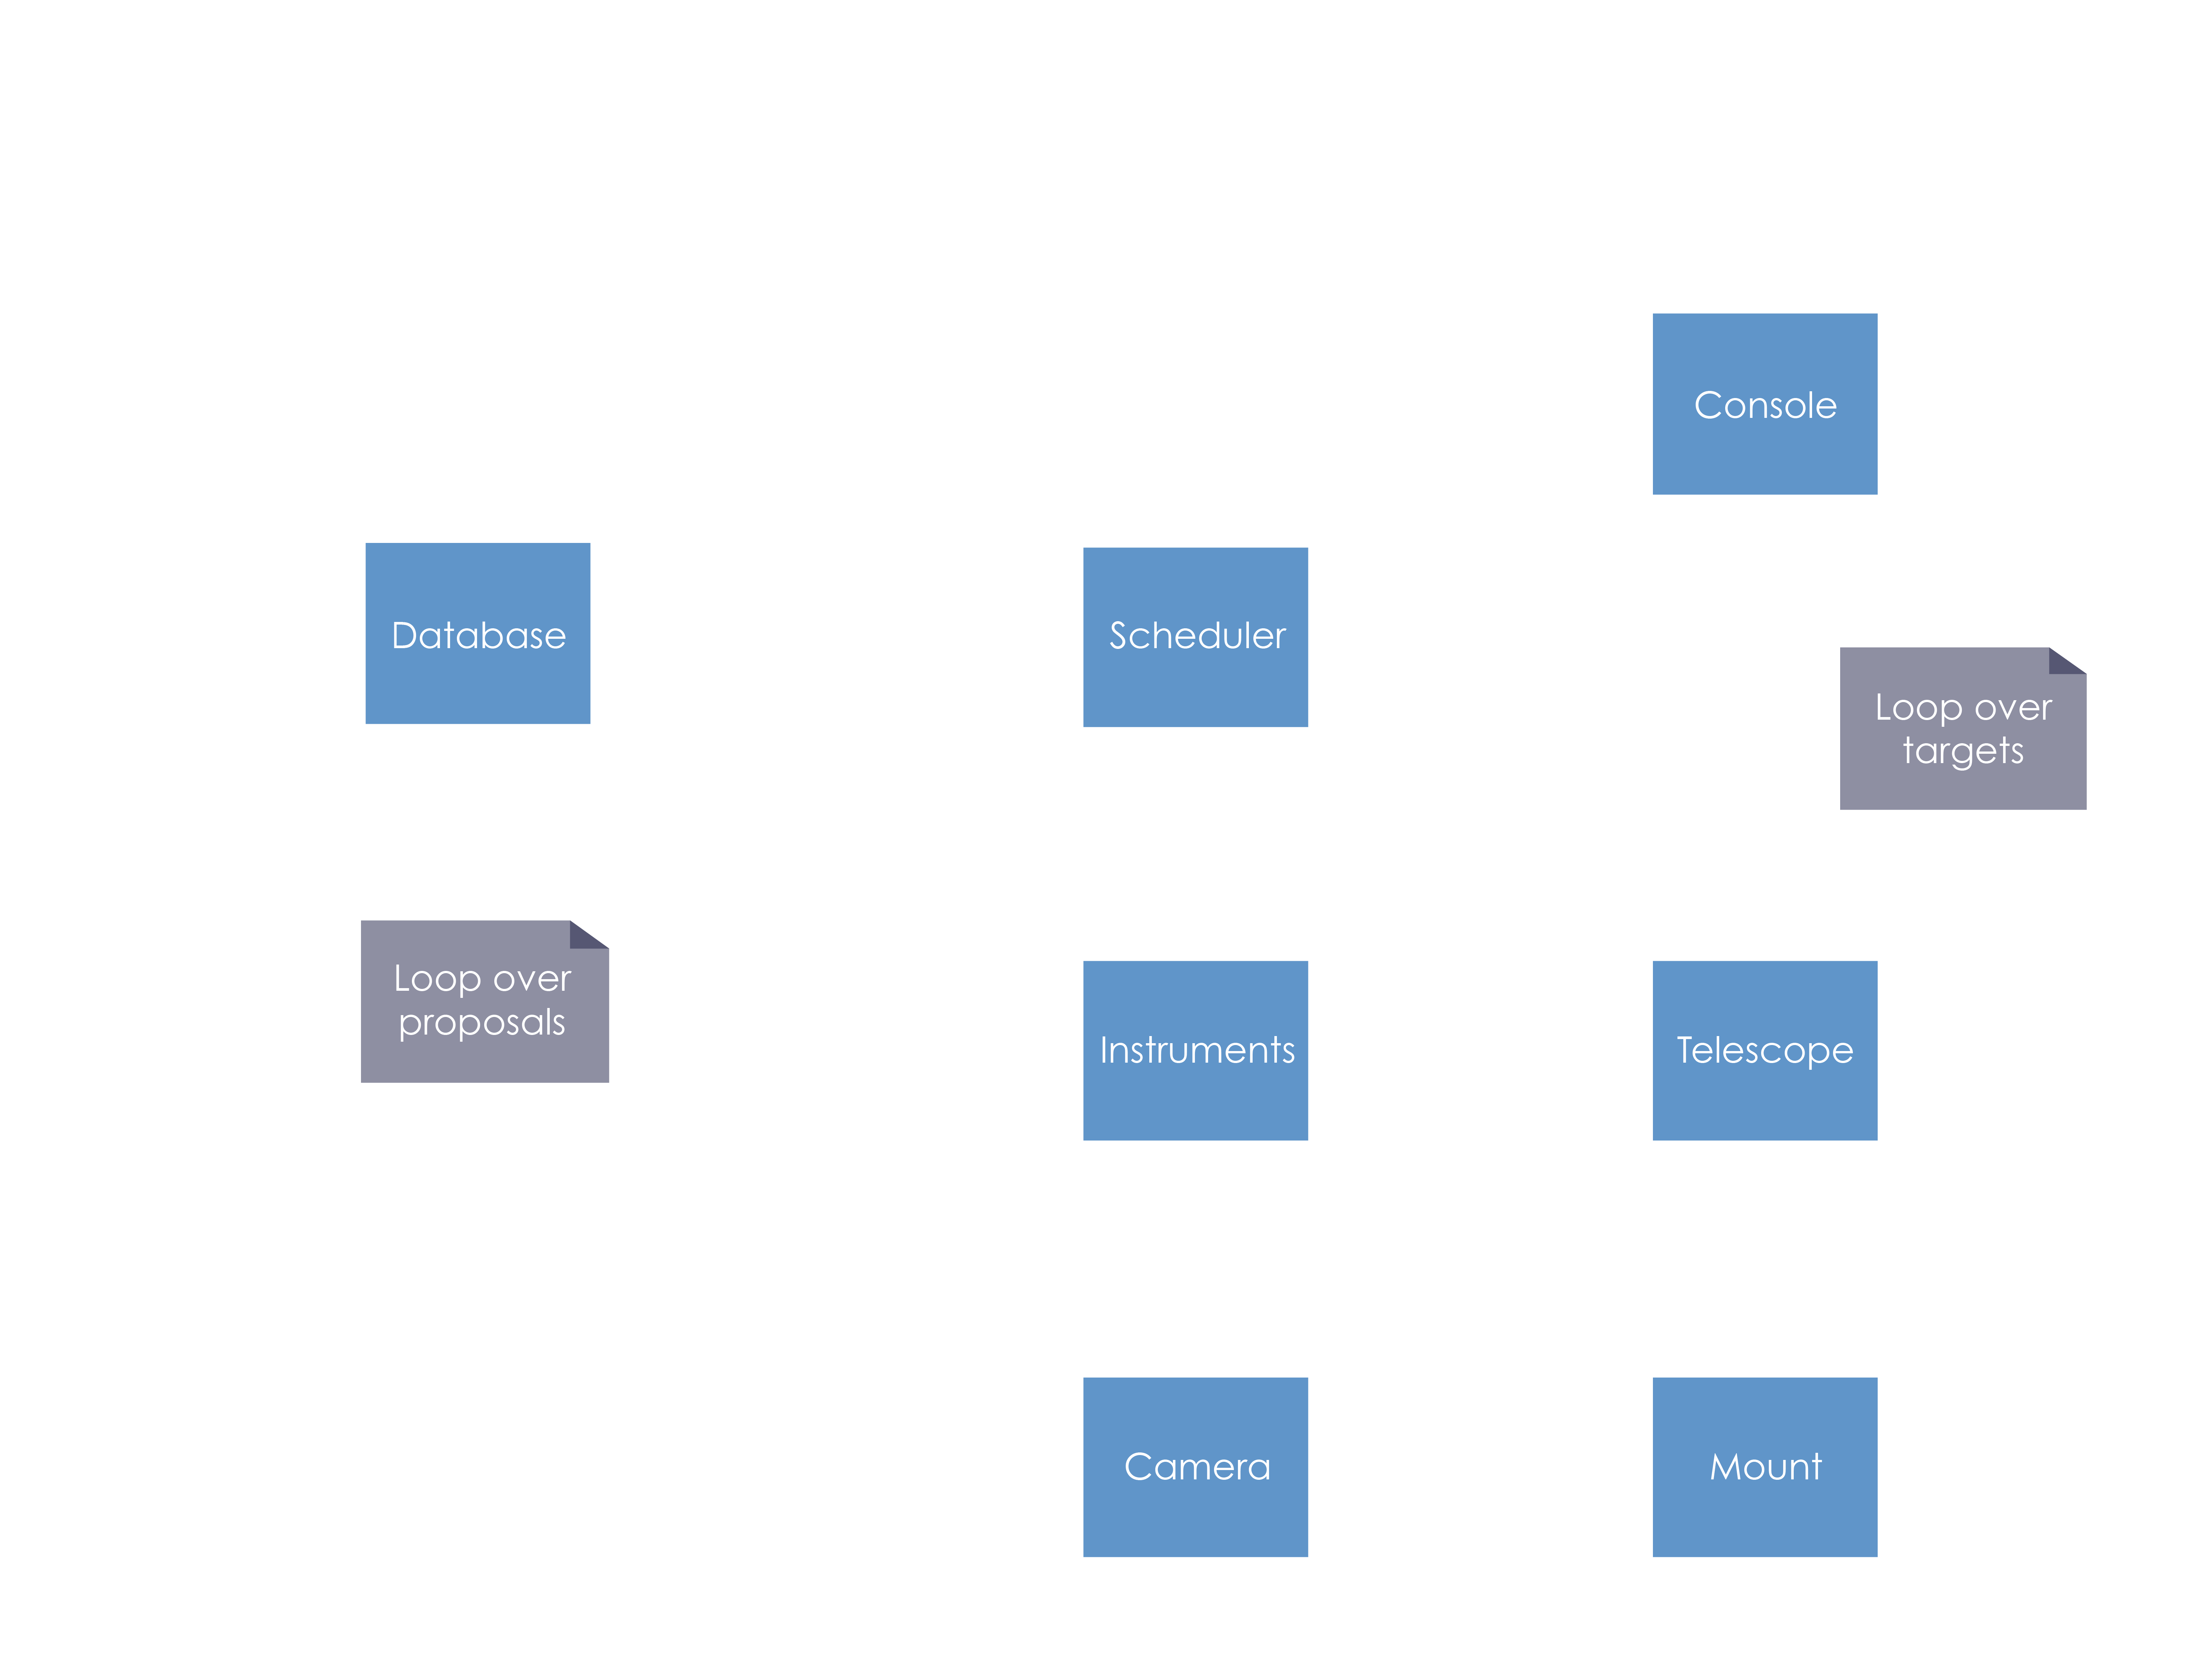 Console
Database
Scheduler
Loop over
targets
Loop over
proposals
Instruments
Telescope
Camera
Mount